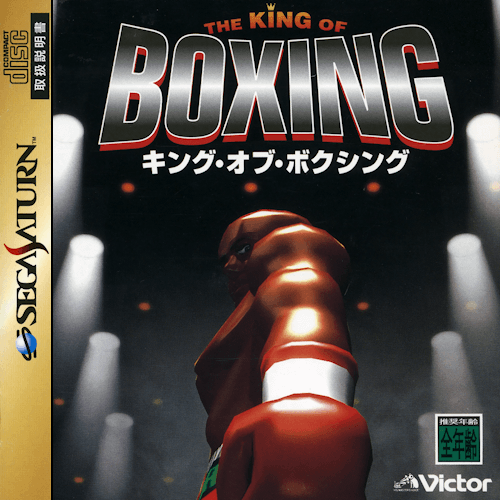 THE KING OF
BOXING
キング・オブ・ボクシング
COMPACT
disc
取扱説明書
SEGA SATURN™
推奨年齢
全年齢
Victor